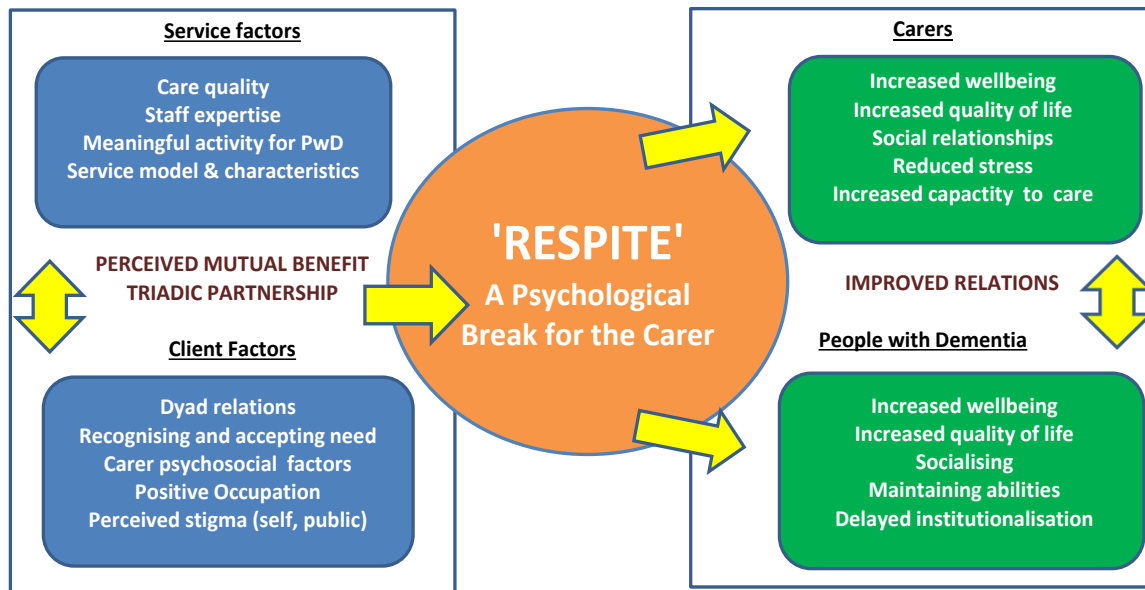 Service factors
Care quality
Staff expertise
Meaningful activity for PwD
Service model & characteristics
PERCEIVED MUTUAL BENEFIT
TRIADIC PARTNERSHIP
Client Factors
Dyad relations
Recognising and accepting need
Carer psychosocial factors
Positive Occupation
Perceived stigma (self, public)
'RESPITE'
A Psychological
Break for the Carer
Carers
Increased wellbeing
Increased quality of life
Social relationships
Reduced stress
Increased capactity to care
IMPROVED RELATIONS
People with Dementia
Increased wellbeing
Increased quality of life
Socialising
Maintaining abilities
Delayed institutionalisation